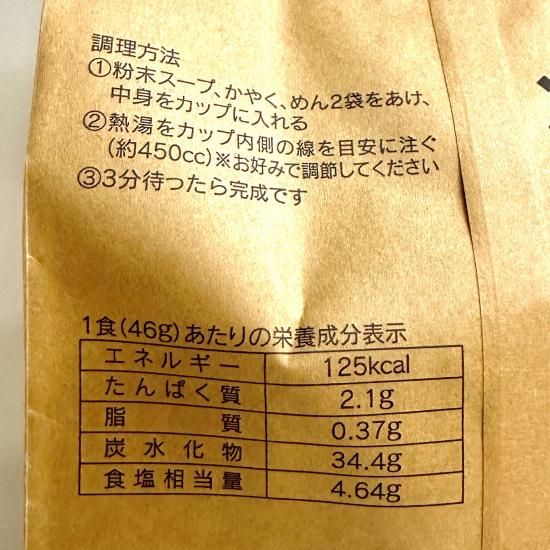 調理方法
①粉末スープ、かやく、めん2袋をあけ、
中身をカップに入れる
②熱湯をカップ内側の線を目安に注ぐ
(約450cc)※お好みで調節してください
③3分待ったら完成です
1食(46g)あたりの栄養成分表示
エネルギー 125kcal
たんぱく質 2.1g
脂質 0.37g
炭水化物 34.4g
食塩相当量 4.64g